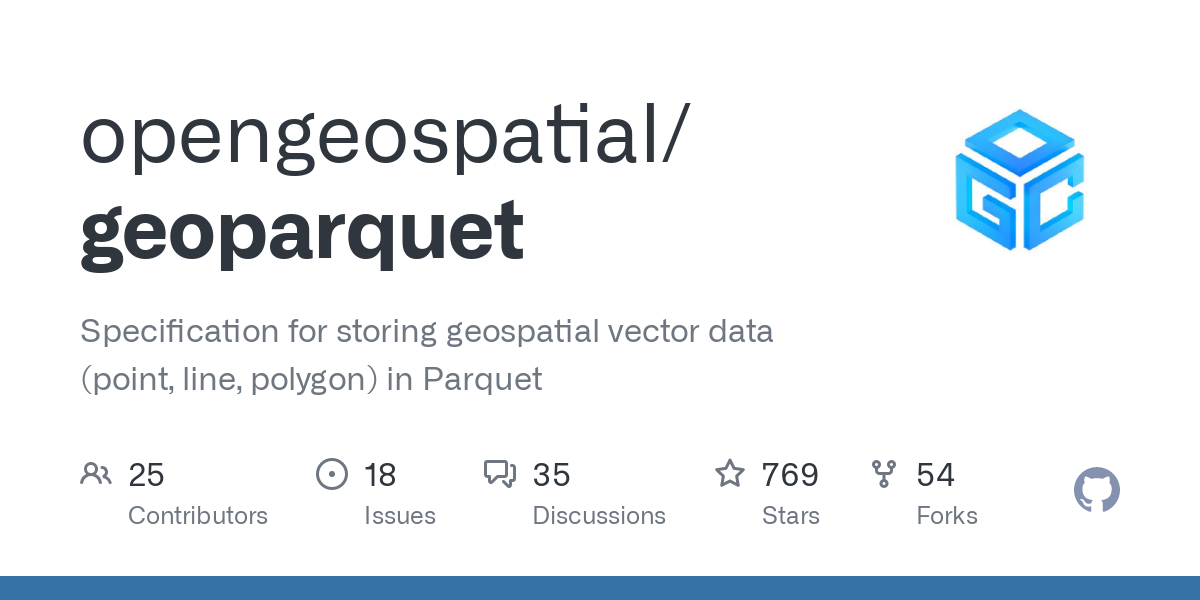 opengeospatial/
geoparquet
OGC
Specification for storing geospatial vector data
(point, line, polygon) in Parquet
25
Contributors
18
Issues
35
Discussions
769
Stars
54
Forks